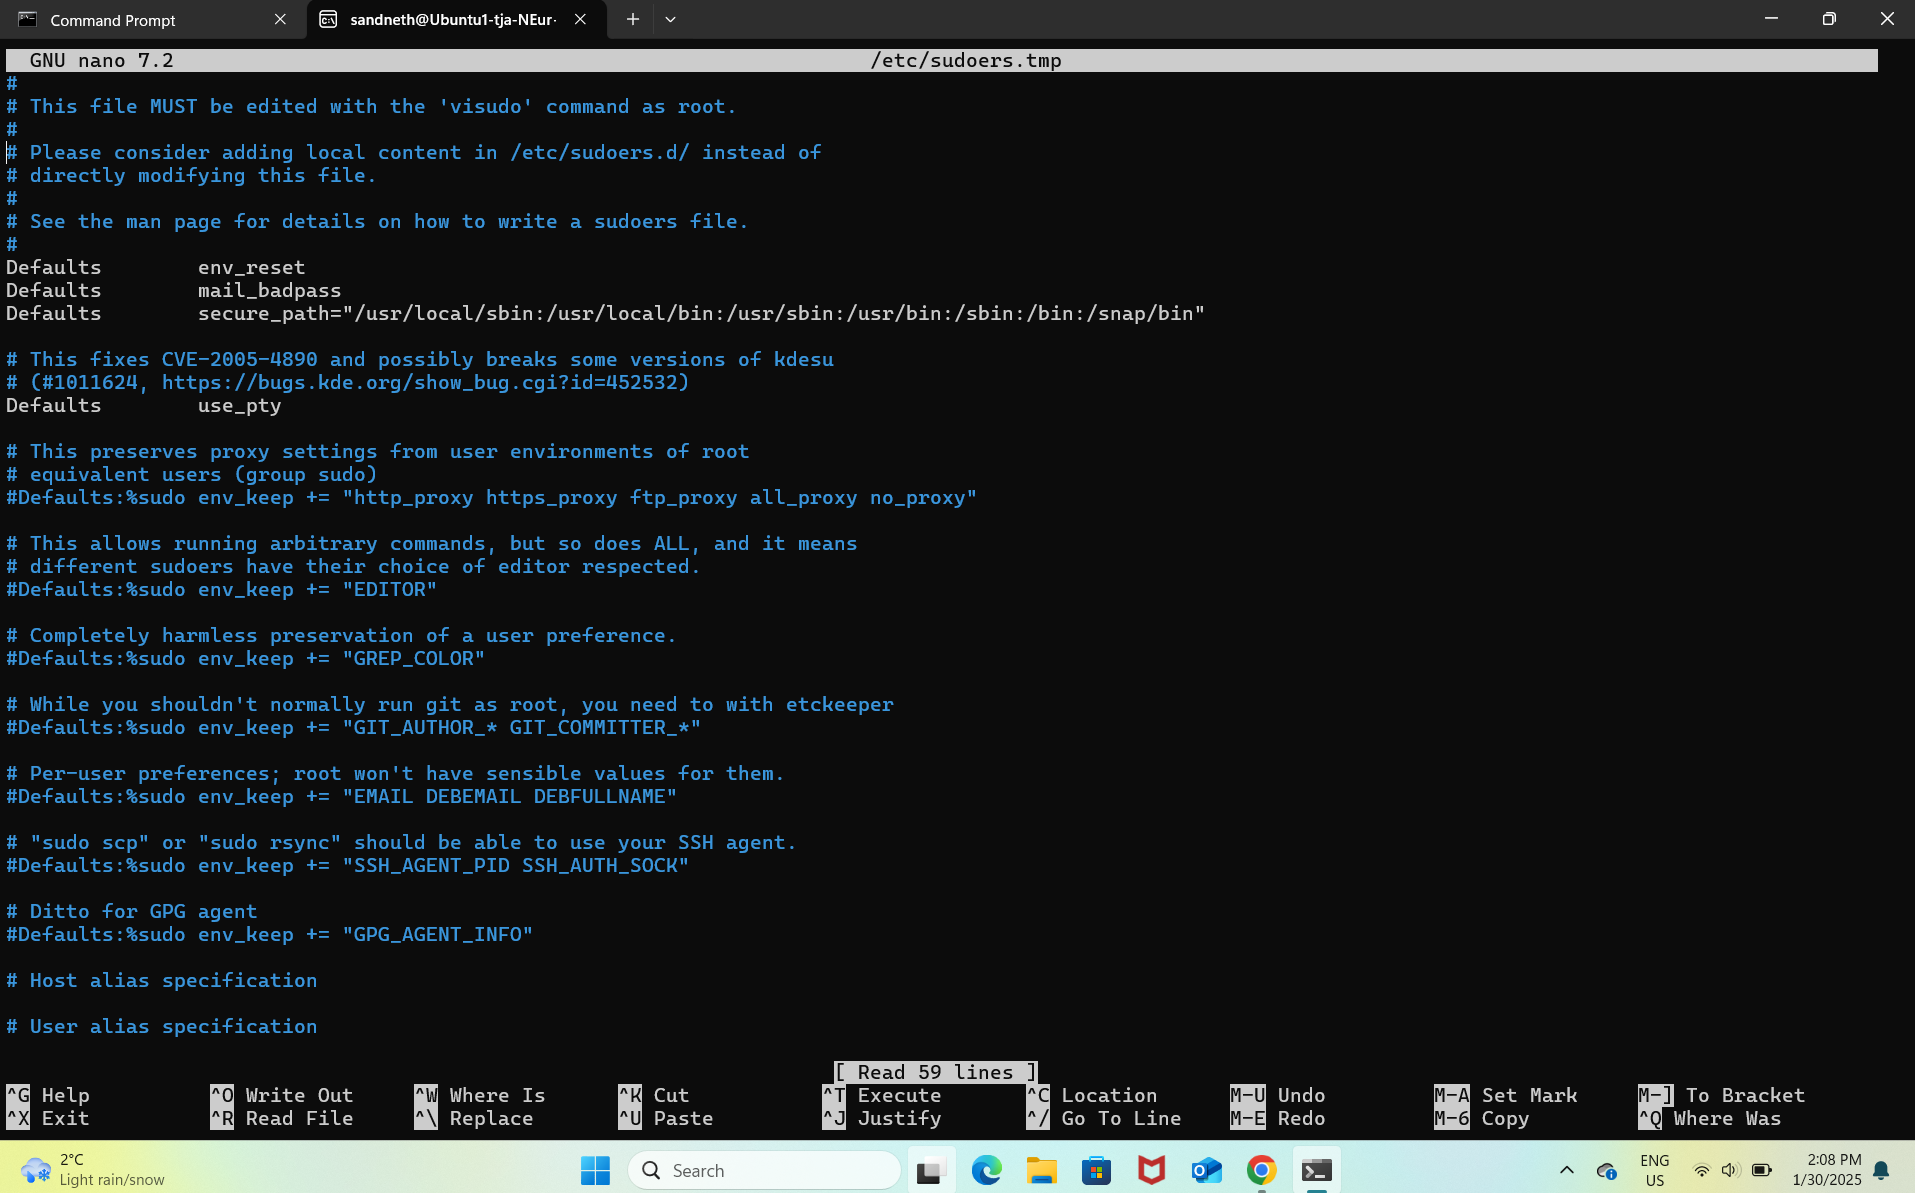 Command Prompt
sandneth@Ubuntu1-tja-NEur-
GNU nano 7.2 /etc/sudoers.tmp
#
# This file MUST be edited with the 'visudo' command as root.
#
# Please consider adding local content in /etc/sudoers.d/ instead of
# directly modifying this file.
#
# See the man page for details on how to write a sudoers file.
#
Defaults env_reset
Defaults mail_badpass
Defaults secure_path="/usr/local/sbin:/usr/local/bin:/usr/sbin:/usr/bin:/sbin:/bin:/snap/bin"
# This fixes CVE-2005-4890 and possibly breaks some versions of kdesu
# (#1011624, https://bugs.kde.org/show_bug.cgi?id=452532)
Defaults use_pty
# This preserves proxy settings from user environments of root
# equivalent users (group sudo)
#Defaults:%sudo env_keep += "http_proxy https_proxy ftp_proxy all_proxy no_proxy"
# This allows running arbitrary commands, but so does ALL, and it means
# different sudoers have their choice of editor respected.
#Defaults:%sudo env_keep += "EDITOR"
# Completely harmless preservation of a user preference.
#Defaults:%sudo env_keep += "GREP_COLOR"
# While you shouldn't normally run git as root, you need to with etckeeper
#Defaults:%sudo env_keep += "GIT_AUTHOR_* GIT_COMMITTER_*"
# Per-user preferences; root won't have sensible values for them.
#Defaults:%sudo env_keep += "EMAIL DEBEMAIL DEBFULLNAME"
# "sudo scp" or "sudo rsync" should be able to use your SSH agent.
#Defaults:%sudo env_keep += "SSH_AGENT_PID SSH_AUTH_SOCK"
# Ditto for GPG agent
#Defaults:%sudo env_keep += "GPG_AGENT_INFO"
# Host alias specification
# User alias specification
[ Read 59 lines ]
^G Help ^O Write Out ^W Where Is ^K Cut ^T Execute ^C Location M-U Undo M-A Set Mark M-] To Bracket
^X Exit ^R Read File ^\ Replace ^U Paste ^J Justify ^/ Go To Line M-E Redo M-6 Copy ^Q Where Was
2°C
Light rain/snow
Search
ENG
US
2:08 PM
1/30/2025